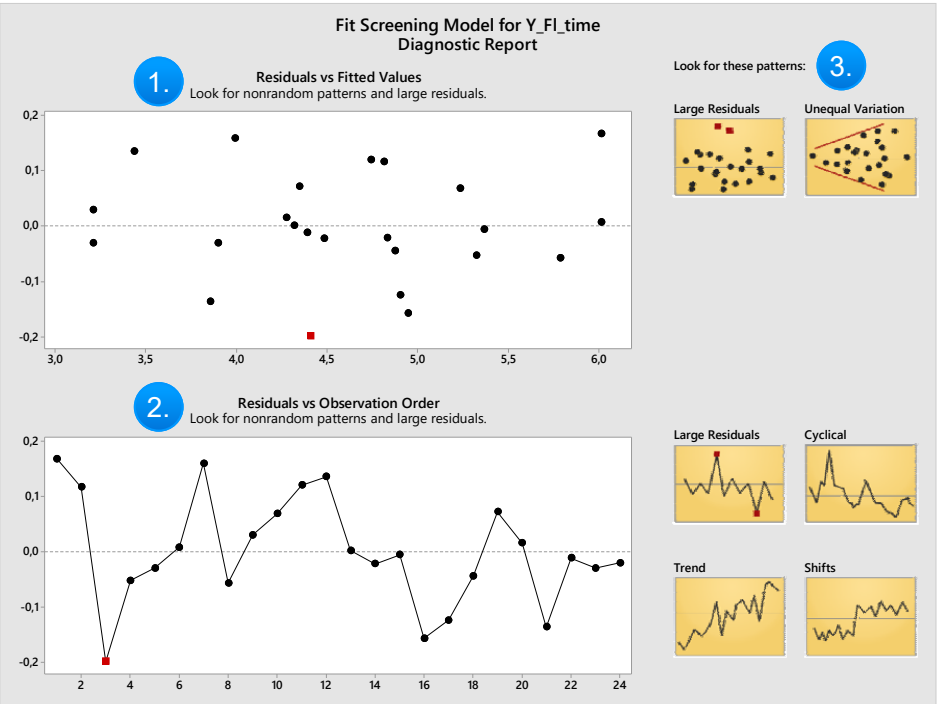 Fit Screening Model for Y_Fl_time
Diagnostic Report
1.
Residuals vs Fitted Values
Look for nonrandom patterns and large residuals.
0,2
0,1
0,0
-0,1
-0,2
3,0 3,5 4,0 4,5 5,0 5,5 6,0
2.
Residuals vs Observation Order
Look for nonrandom patterns and large residuals.
0,2
0,1
0,0
-0,1
-0,2
2 4 6 8 10 12 14 16 18 20 22 24
Look for these patterns:
3.
Large Residuals Unequal Variation
Large Residuals Cyclical
Trend Shifts